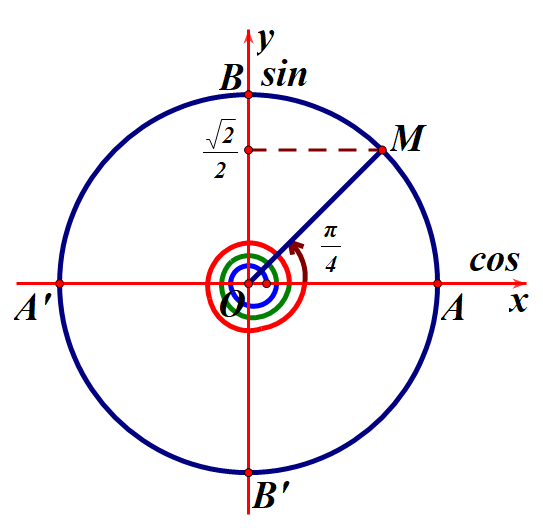 y
B sin
√2/2
M
π/4
cos
A' O A x
B'